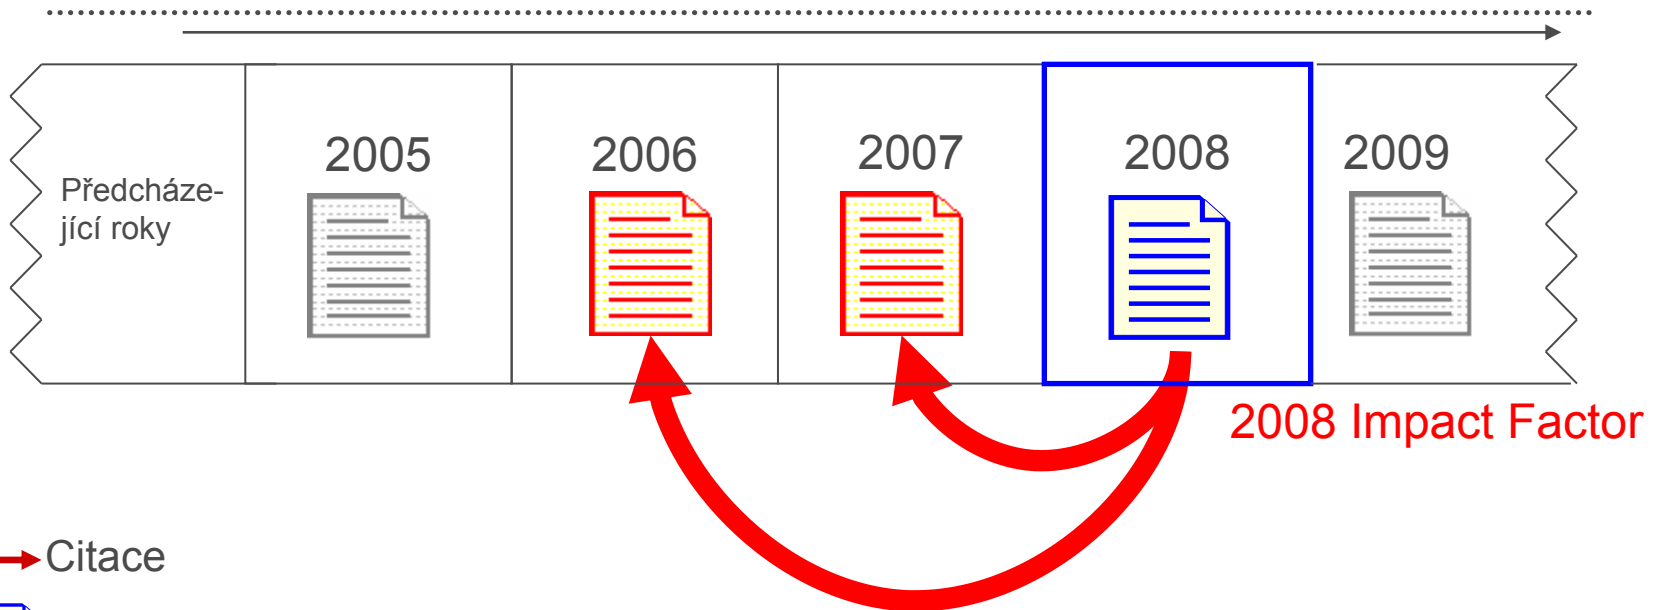 2005
2006
2007
2008
2009
Předcháze-
jící roky
2008 Impact Factor
Citace